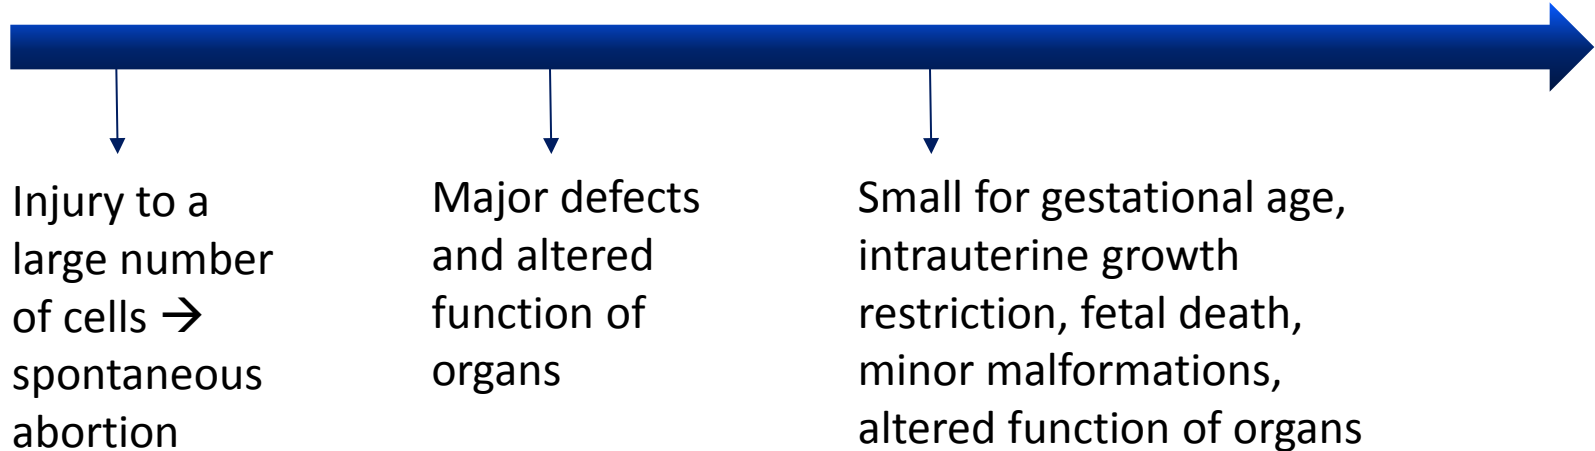 Injury to a
large number
of cells →
spontaneous
abortion
Major defects
and altered
function of
organs
Small for gestational age,
intrauterine growth
restriction, fetal death,
minor malformations,
altered function of organs